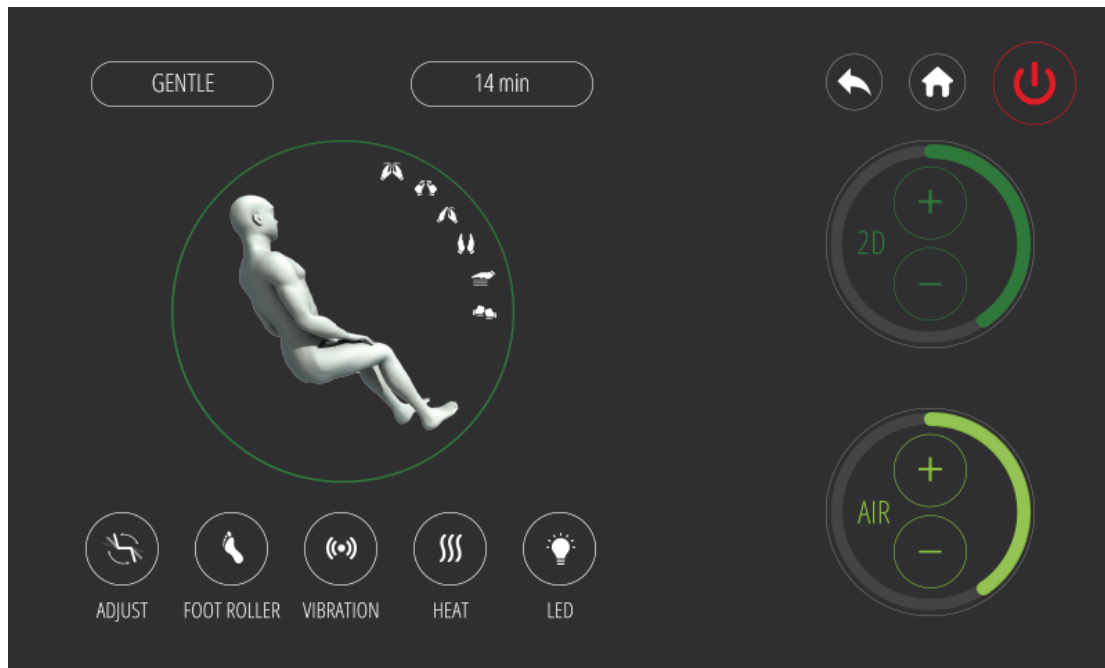 GENTLE
14 min
2D
+
−
AIR
+
−
ADJUST
FOOT ROLLER
VIBRATION
HEAT
LED